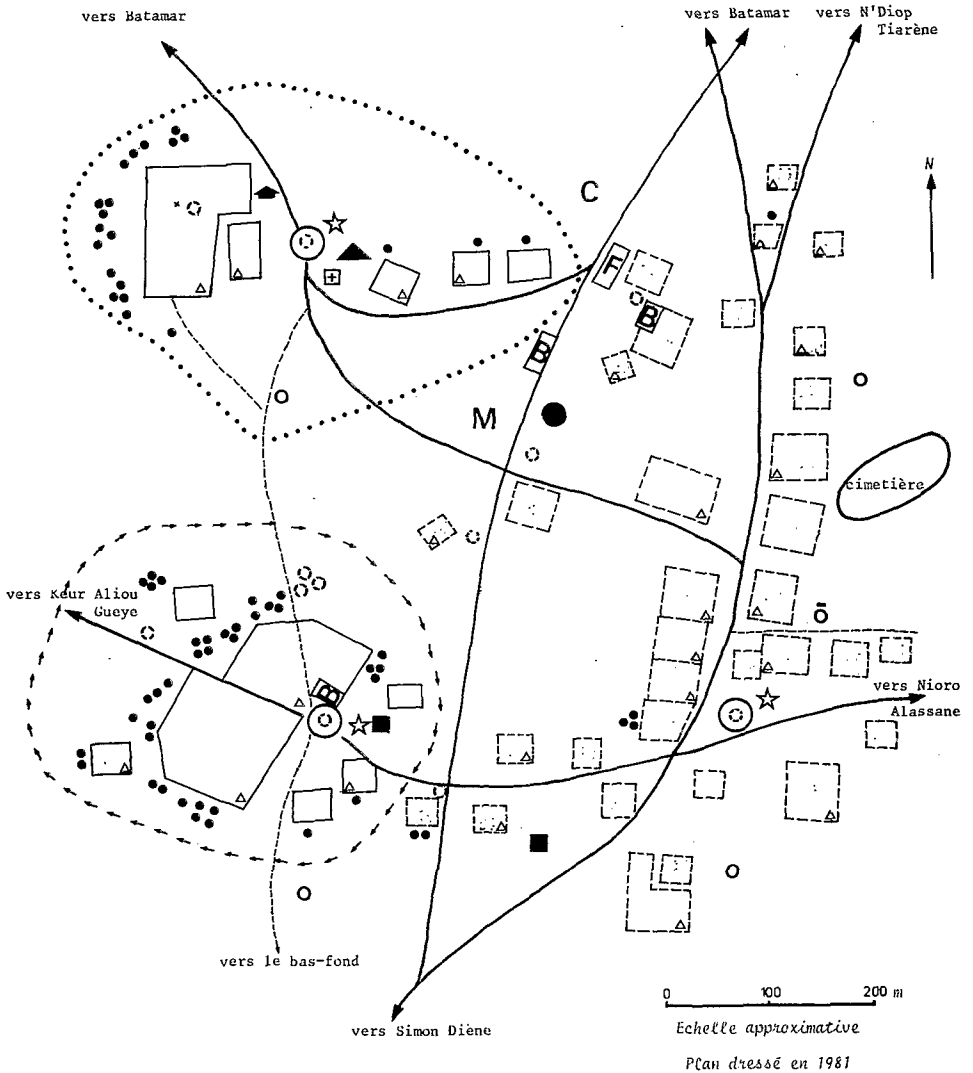 vers Batamar
vers Batamar
vers N'Diop
Tiarène
N
C
F
B
B
M
cimetière
vers Keur Aliou
Gueye
B
Ō
vers Nioro
Alassane
vers le bas-fond
vers Simon Diène
0 100 200 m
Echelle approximative
Plan dressé en 1981